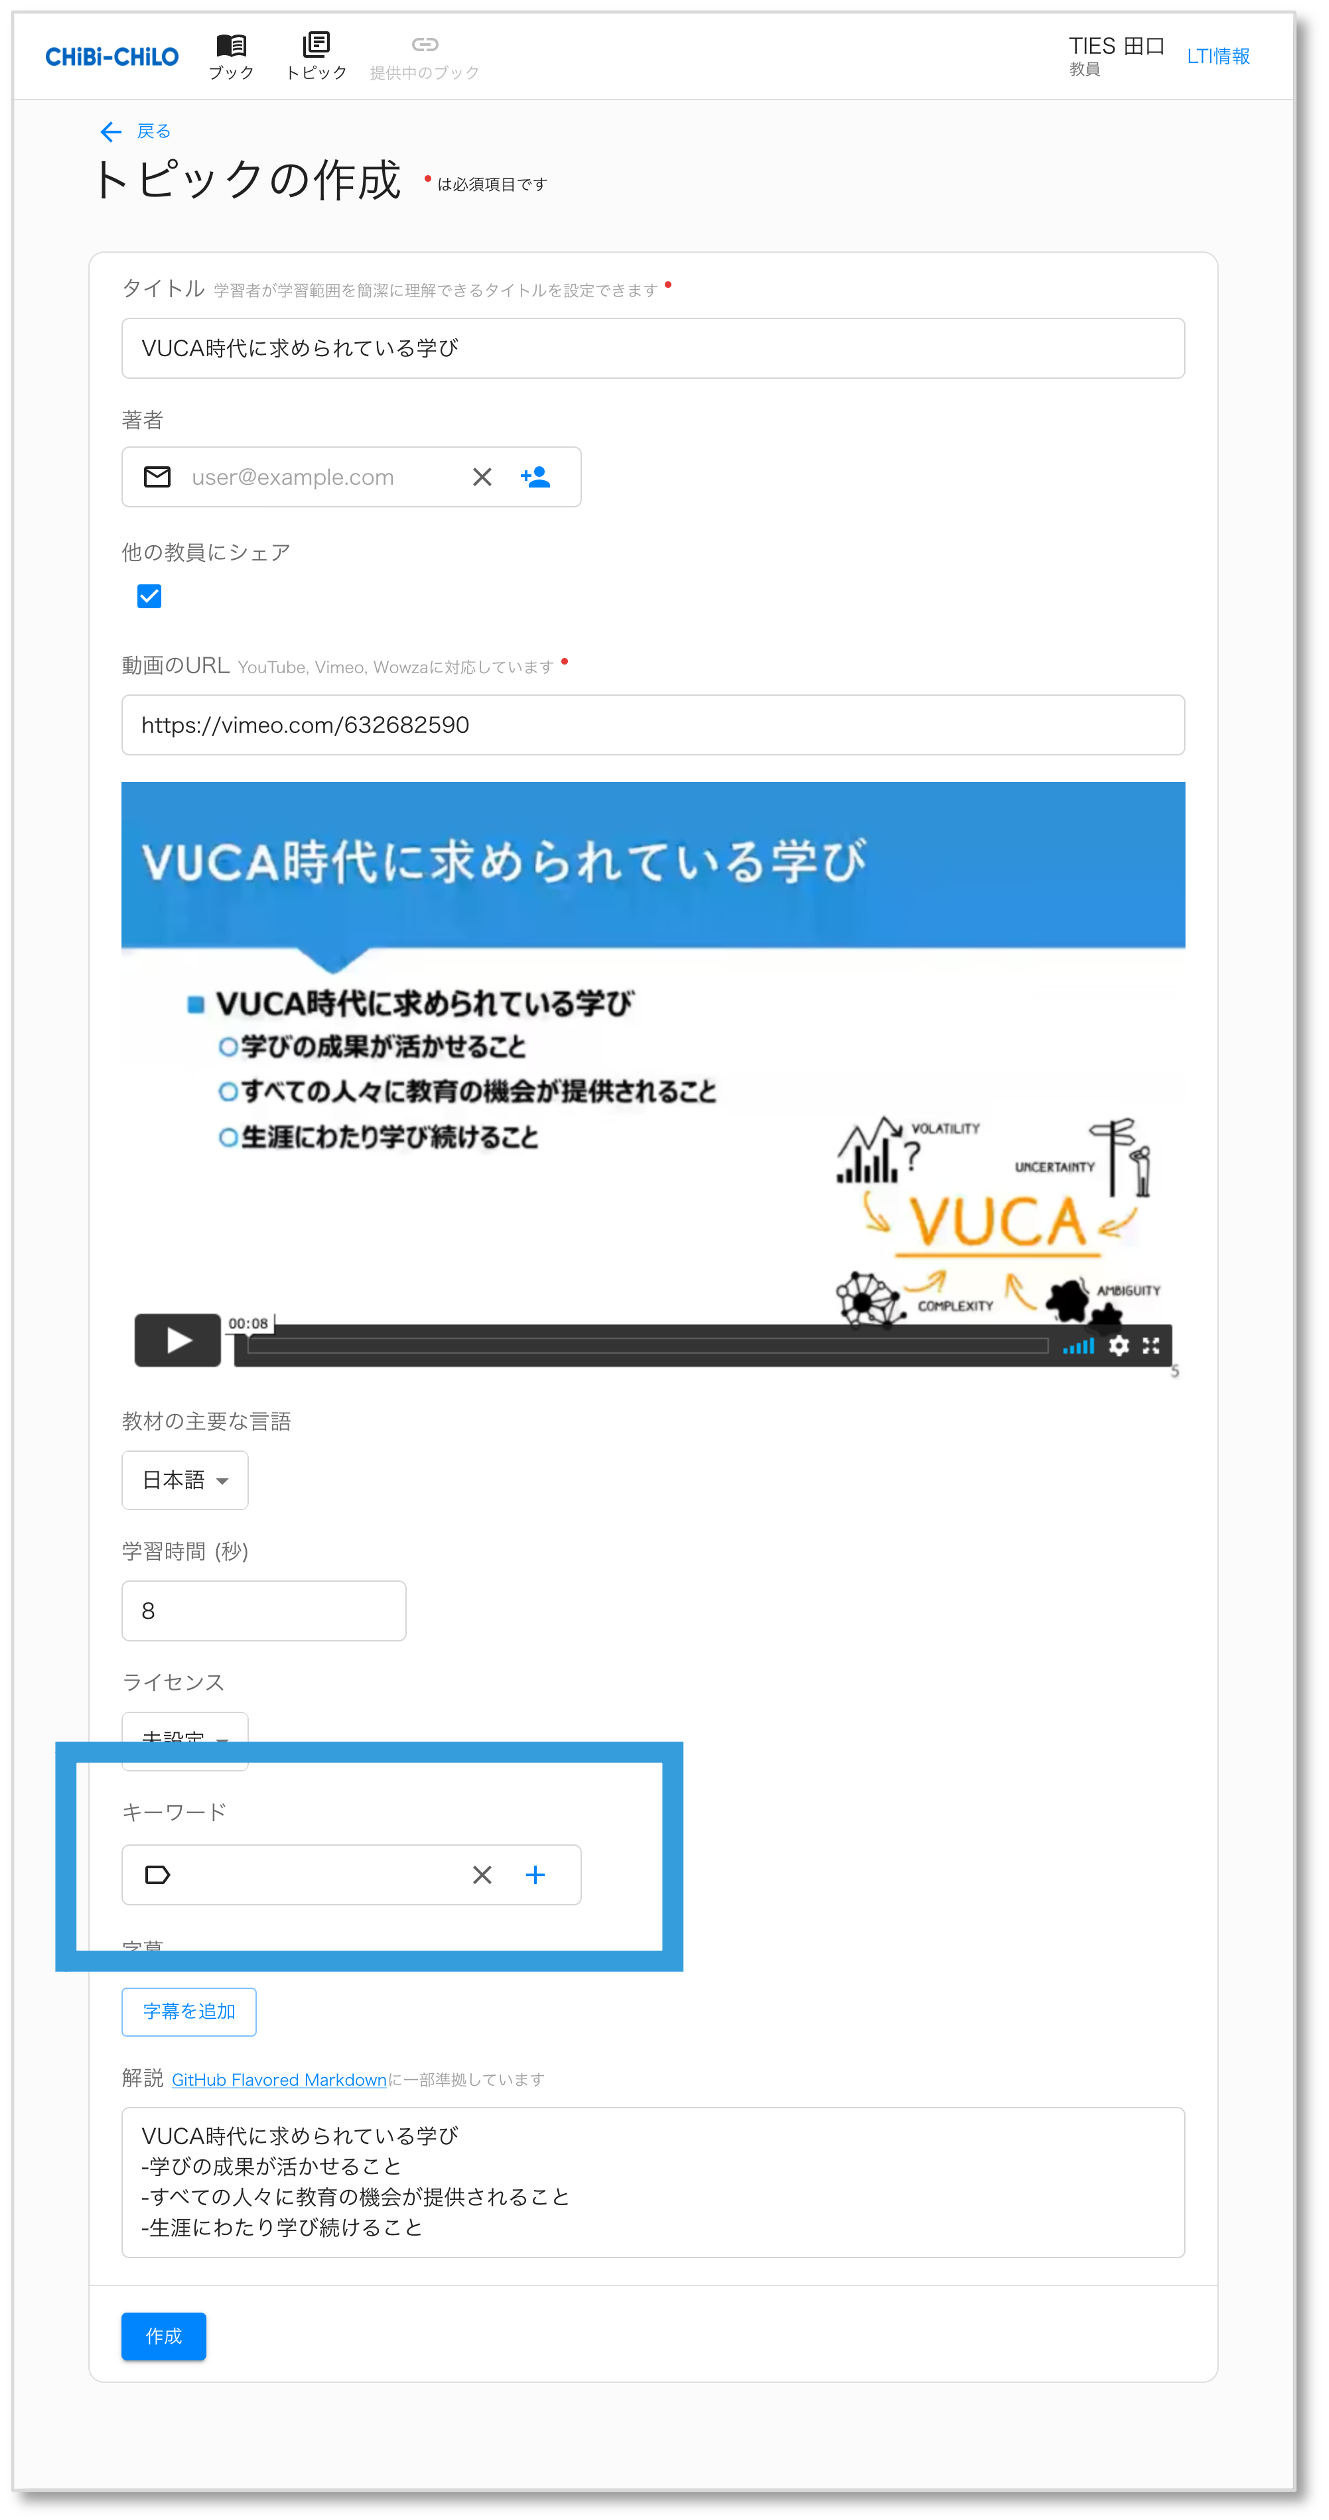 CHiBi-CHiLO
ブック
トピック
提供中のブック
TIES 田口
教員
LTI情報
戻る
トピックの作成 は必須項目です
タイトル 学習者が学習範囲を簡潔に理解できるタイトルを設定できます
VUCA時代に求められている学び
著者
user@example.com
他の教員にシェア
動画のURL YouTube, Vimeo, Wowzaに対応しています
https://vimeo.com/632682590
VUCA時代に求められている学び
VUCA時代に求められている学び
○学びの成果が活かせること
○すべての人々に教育の機会が提供されること
○生涯にわたり学び続けること
VOLATILITY
?
UNCERTAINTY
VUCA
AMBIGUITY
COMPLEXITY
00:08
5
教材の主要な言語
日本語
学習時間 (秒)
8
ライセンス
未設定
キーワード
字幕
字幕を追加
解説 GitHub Flavored Markdownに一部準拠しています
VUCA時代に求められている学び
-学びの成果が活かせること
-すべての人々に教育の機会が提供されること
-生涯にわたり学び続けること
作成